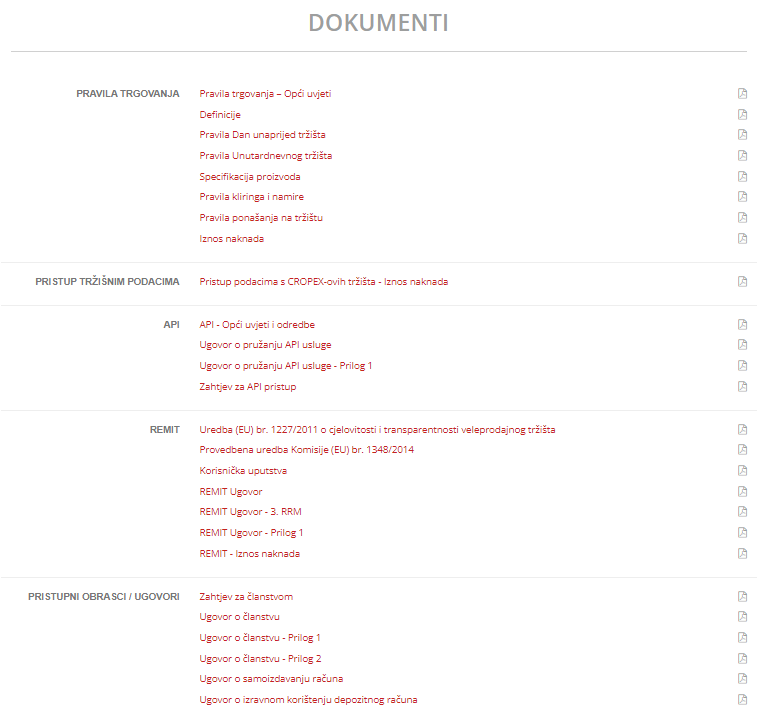 DOKUMENTI
PRAVILA TRGOVANJA Pravila trgovanja – Opći uvjeti
Definicije
Pravila Dan unaprijed tržišta
Pravila Unutardnevnog tržišta
Specifikacija proizvoda
Pravila kliringa i namire
Pravila ponašanja na tržištu
Iznos naknada
PRISTUP TRŽIŠNIM PODACIMA Pristup podacima s CROPEX-ovih tržišta - Iznos naknada
API API - Opći uvjeti i odredbe
Ugovor o pružanju API usluge
Ugovor o pružanju API usluge - Prilog 1
Zahtjev za API pristup
REMIT Uredba (EU) br. 1227/2011 o cjelovitosti i transparentnosti veleprodajnog tržišta
Provedbena uredba Komisije (EU) br. 1348/2014
Korisnička uputstva
REMIT Ugovor
REMIT Ugovor - 3. RRM
REMIT Ugovor - Prilog 1
REMIT - Iznos naknada
PRISTUPNI OBRASCI / UGOVORI Zahtjev za članstvom
Ugovor o članstvu
Ugovor o članstvu - Prilog 1
Ugovor o članstvu - Prilog 2
Ugovor o samoizdavanju računa
Ugovor o izravnom korištenju depozitnog računa